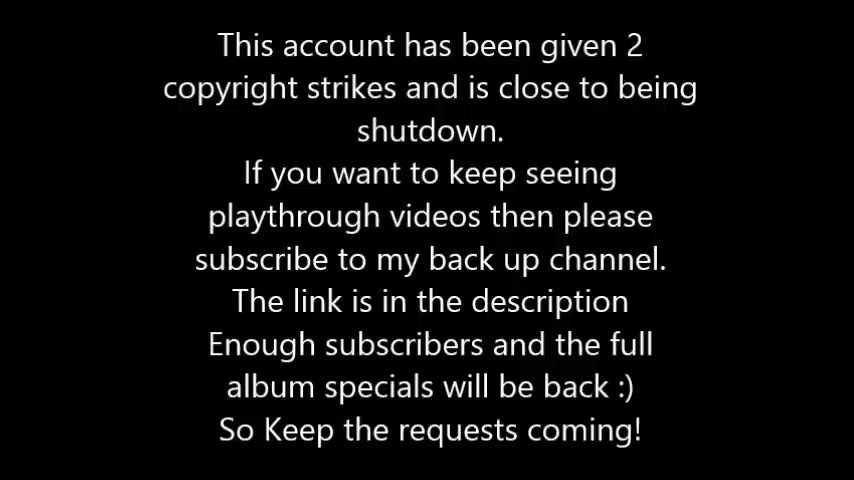 This account has been given 2
copyright strikes and is close to being
shutdown.
If you want to keep seeing
playthrough videos then please
subscribe to my back up channel.
The link is in the description
Enough subscribers and the full
album specials will be back :)
So Keep the requests coming!